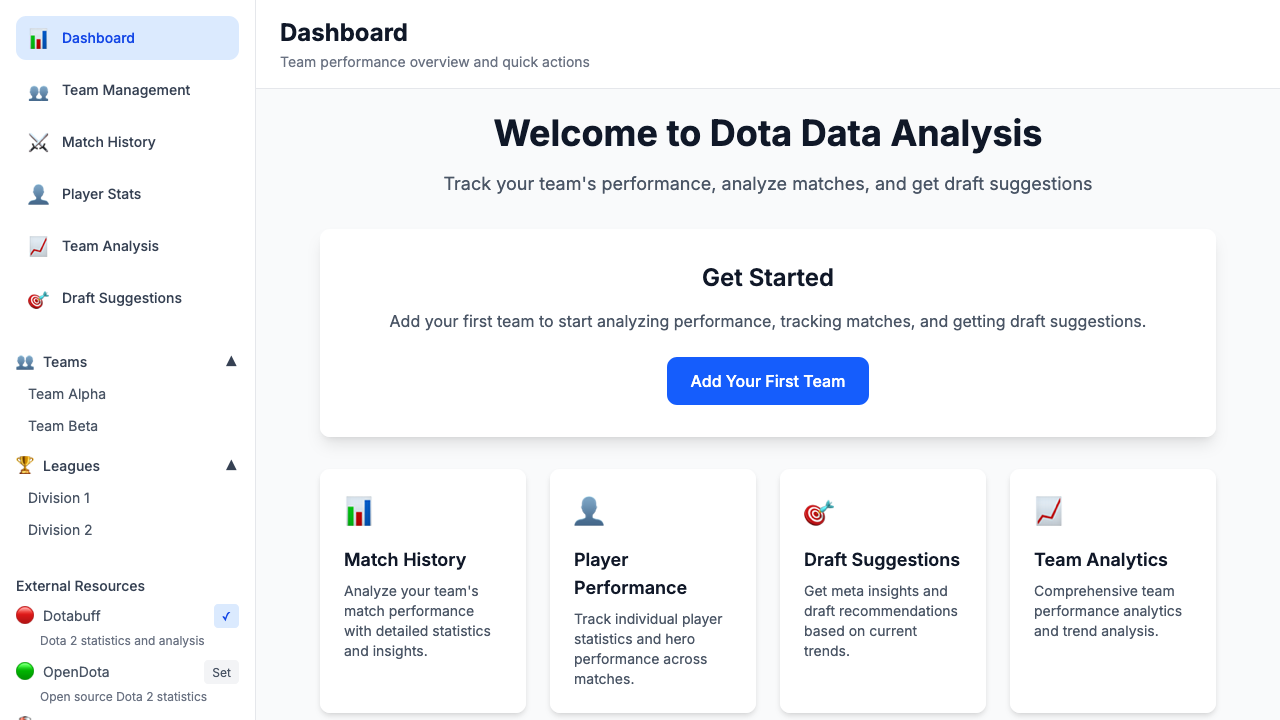 Dashboard
Team Management
Match History
Player Stats
Team Analysis
Draft Suggestions
Teams
Team Alpha
Team Beta
Leagues
Division 1
Division 2
External Resources
Dotabuff
Dota 2 statistics and analysis
OpenDota Set
Open source Dota 2 statistics
Dashboard
Team performance overview and quick actions
Welcome to Dota Data Analysis
Track your team's performance, analyze matches, and get draft suggestions
Get Started
Add your first team to start analyzing performance, tracking matches, and getting draft suggestions.
Add Your First Team
Match History
Analyze your team's
match performance
with detailed statistics
and insights.
Player
Performance
Track individual player
statistics and hero
performance across
matches.
Draft Suggestions
Get meta insights and
draft recommendations
based on current
trends.
Team Analytics
Comprehensive team
performance analytics
and trend analysis.